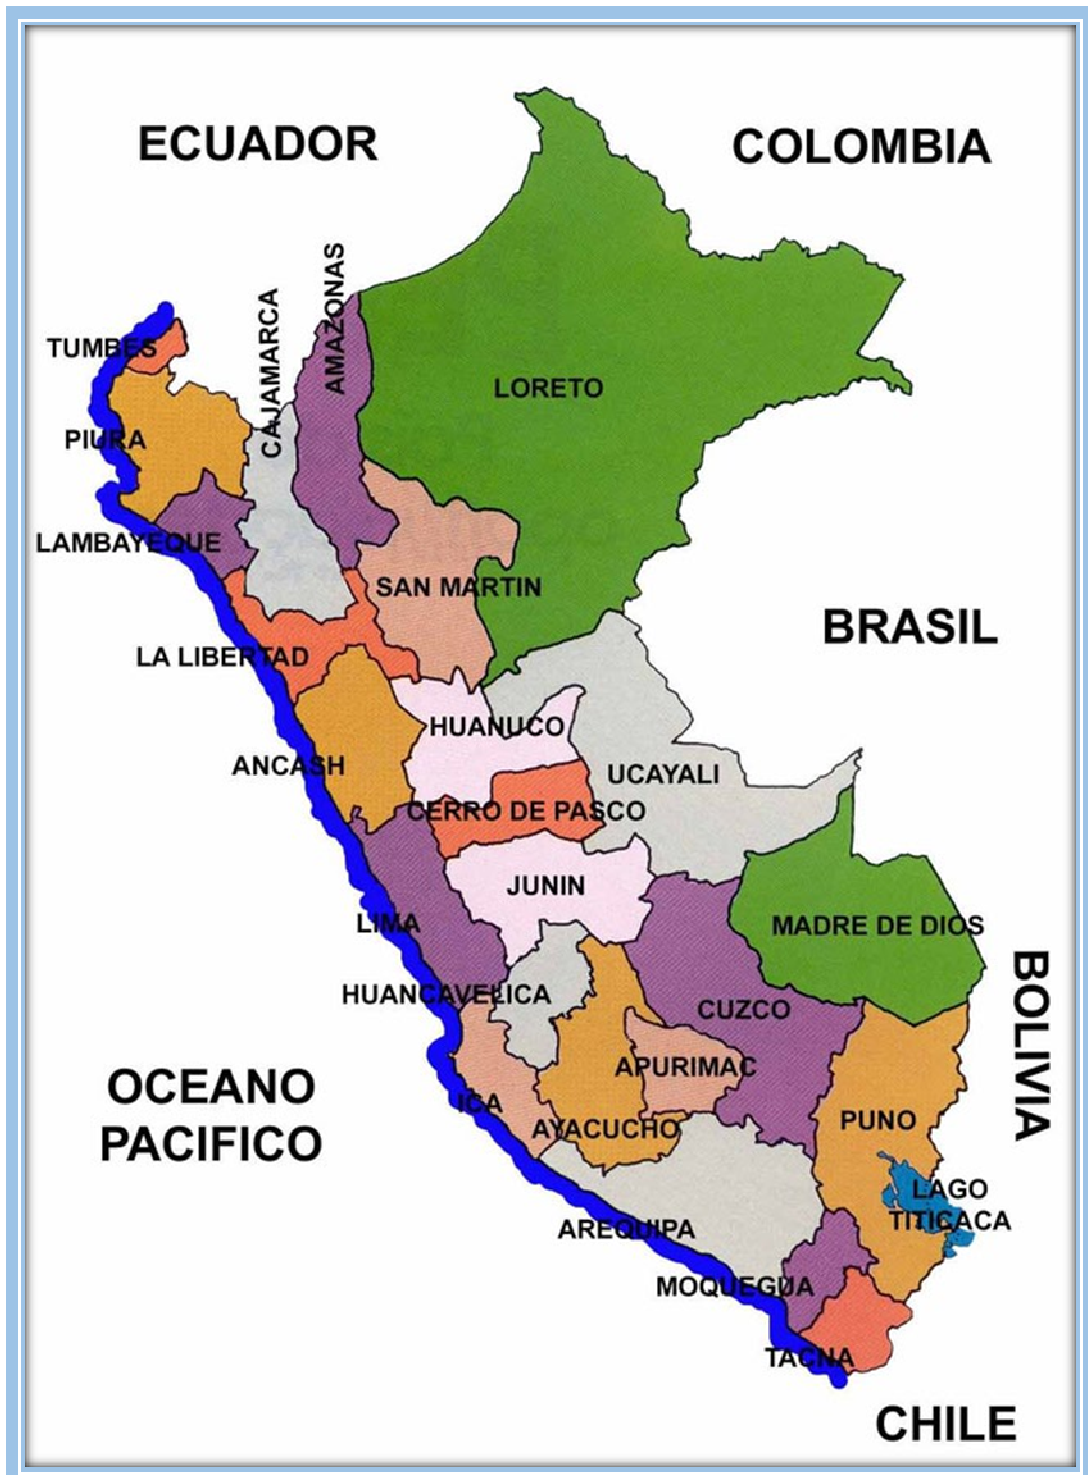 ECUADOR
COLOMBIA
AMAZONAS
CAJAMARCA
TUMBES
LORETO
PIURA
LAMBAYEQUE
SAN MARTIN
BRASIL
LA LIBERTAD
HUANUCO
ANCASH
UCAYALI
CERRO DE PASCO
JUNIN
LIMA
MADRE DE DIOS
HUANCAVELICA
CUZCO
BOLIVIA
APURIMAC
OCEANO
PACIFICO
ICA
AYACUCHO
PUNO
LAGO
TITICACA
AREQUIPA
MOQUEGUA
TACNA
CHILE